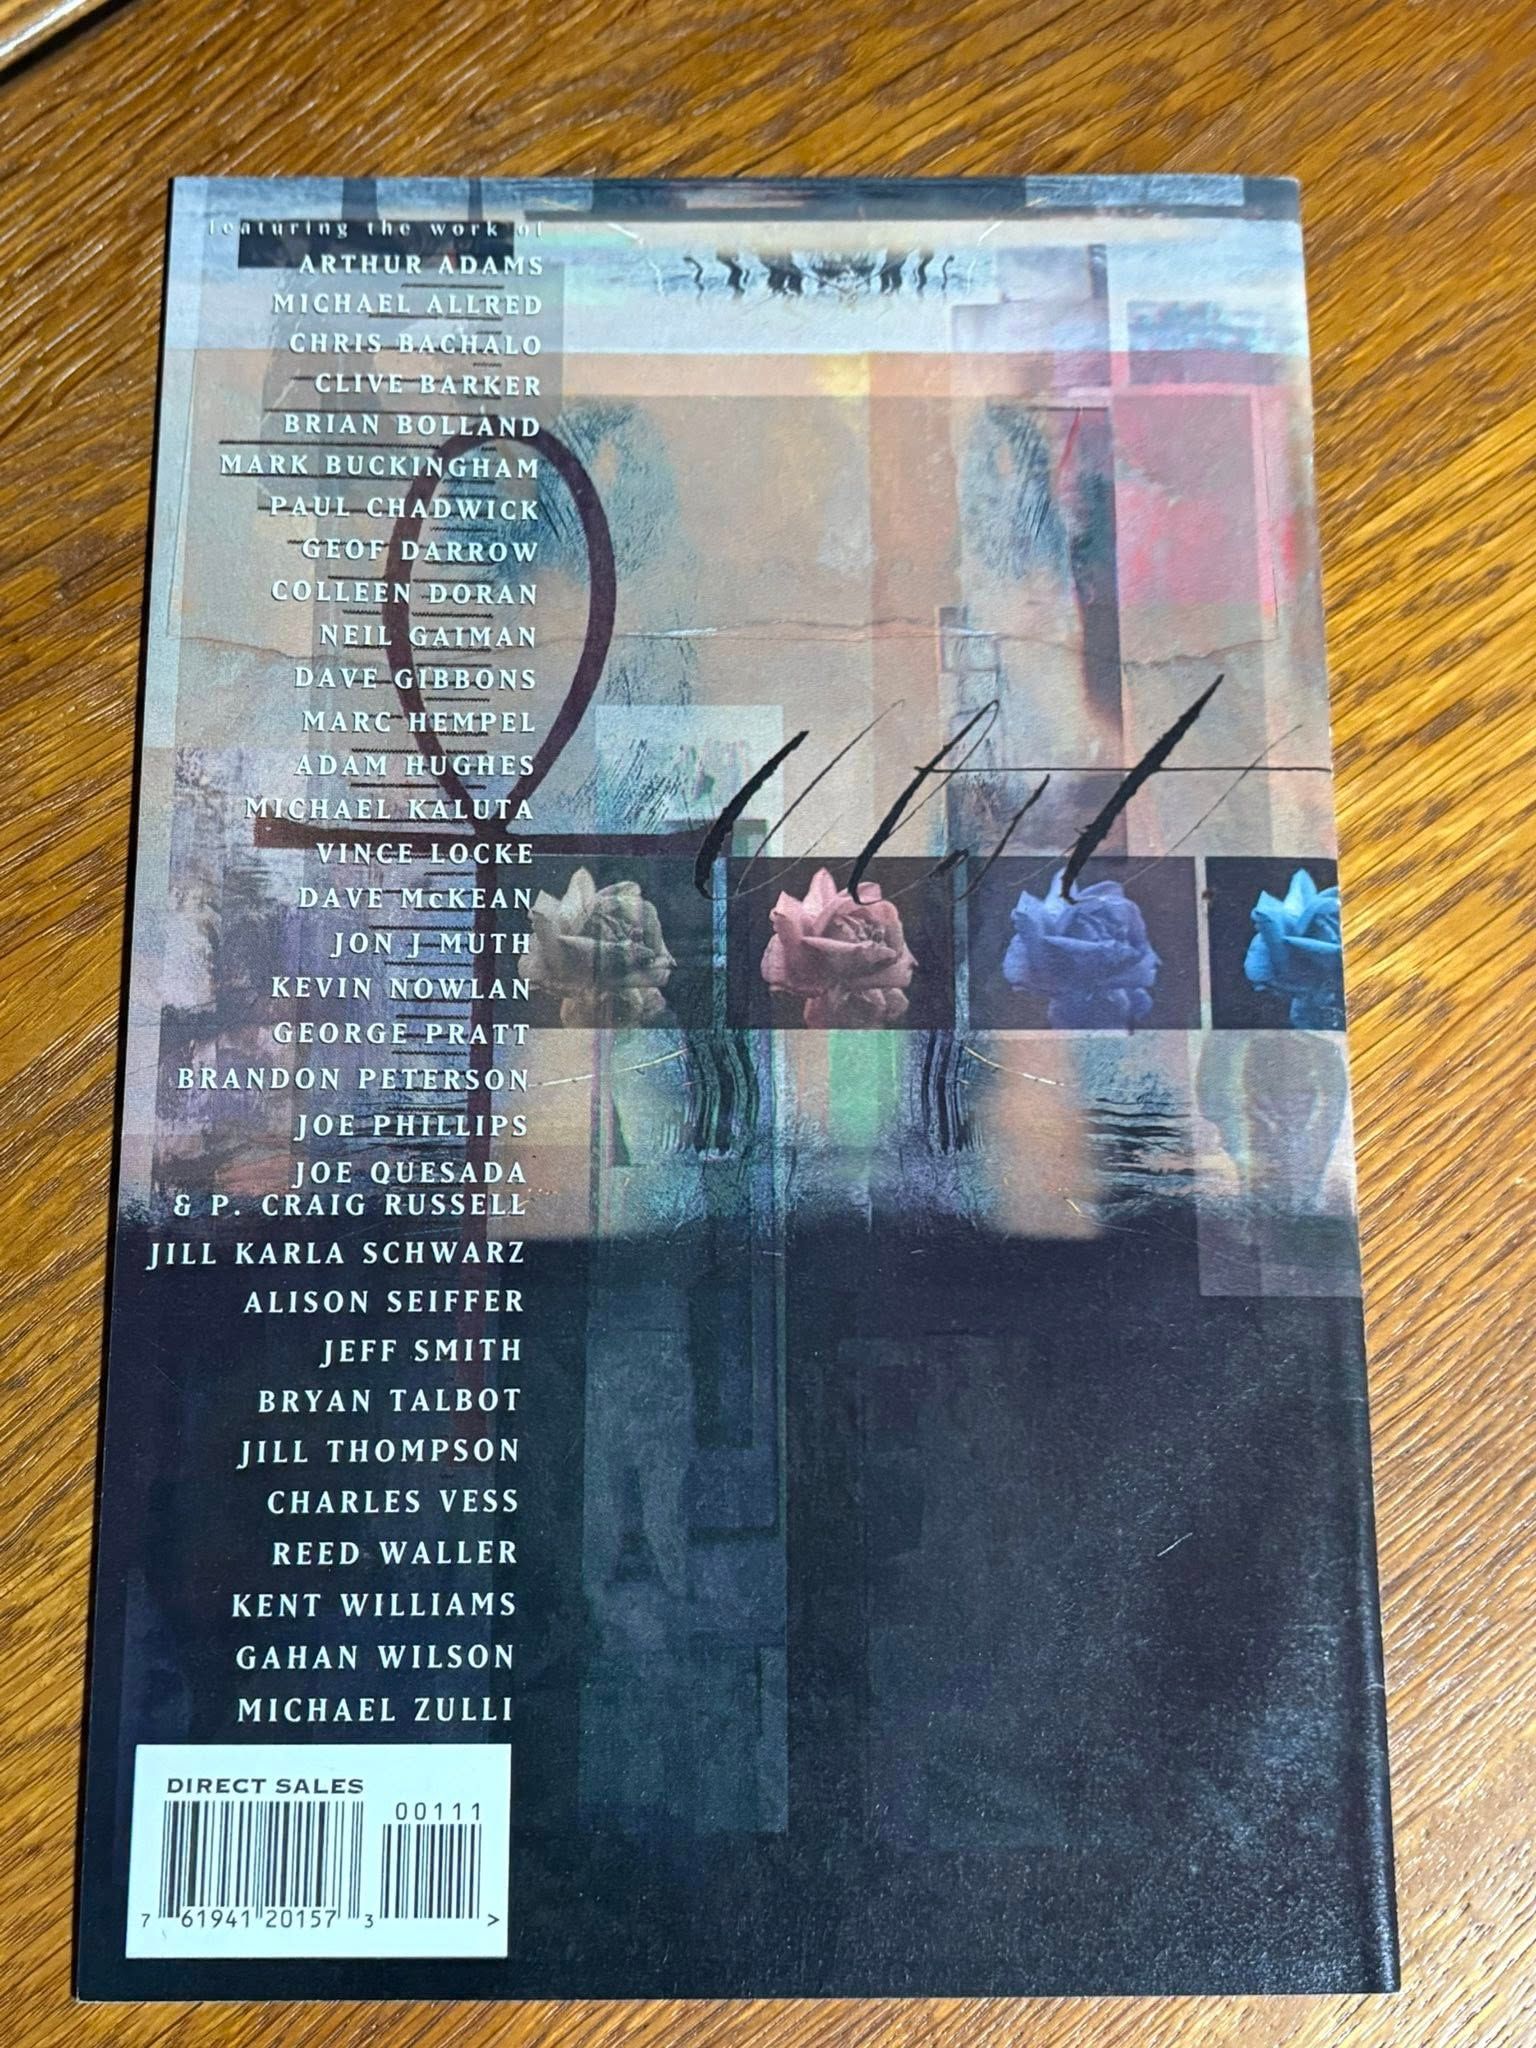 featuring the work of
ARTHUR ADAMS
MICHAEL ALLRED
CHRIS BACHALO
CLIVE BARKER
BRIAN BOLLAND
MARK BUCKINGHAM
PAUL CHADWICK
GEOF DARROW
COLLEEN DORAN
NEIL GAIMAN
DAVE GIBBONS
MARC HEMPEL
ADAM HUGHES
MICHAEL KALUTA
VINCE LOCKE
DAVE McKEAN
JON J MUTH
KEVIN NOWLAN
GEORGE PRATT
BRANDON PETERSON
JOE PHILLIPS
JOE QUESADA
& P. CRAIG RUSSELL
JILL KARLA SCHWARZ
ALISON SEIFFER
JEFF SMITH
BRYAN TALBOT
JILL THOMPSON
CHARLES VESS
REED WALLER
KENT WILLIAMS
GAHAN WILSON
MICHAEL ZULLI
DIRECT SALES
00111
7 61941 20157 3 >